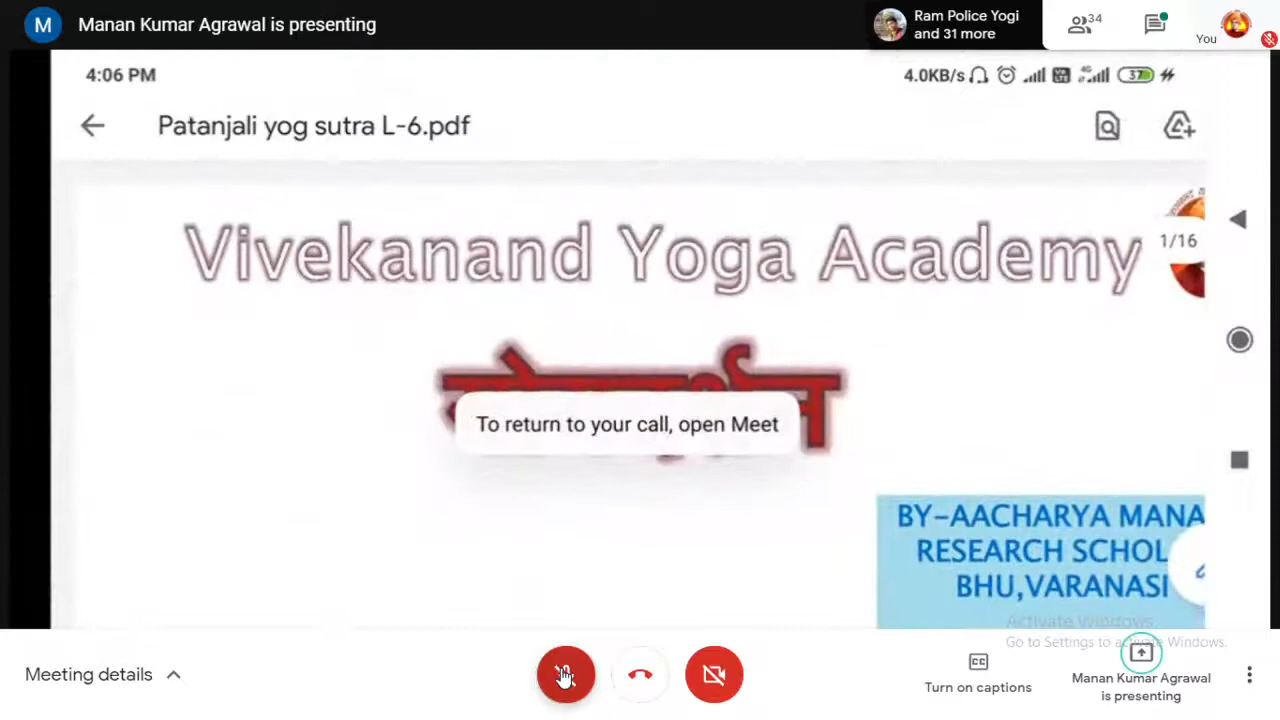 M Manan Kumar Agrawal is presenting
Ram Police Yogi
and 31 more
34
You
4:06 PM
4.0KB/s
4G
37
Patanjali yog sutra L-6.pdf
Vivekanand Yoga Academy
1/16
To return to your call, open Meet
BY-AACHARYA MANA
RESEARCH SCHOL
BHU,VARANASI
Activate Windows
Go to Settings to activate Windows.
Meeting details
CC
Turn on captions
Manan Kumar Agrawal
is presenting